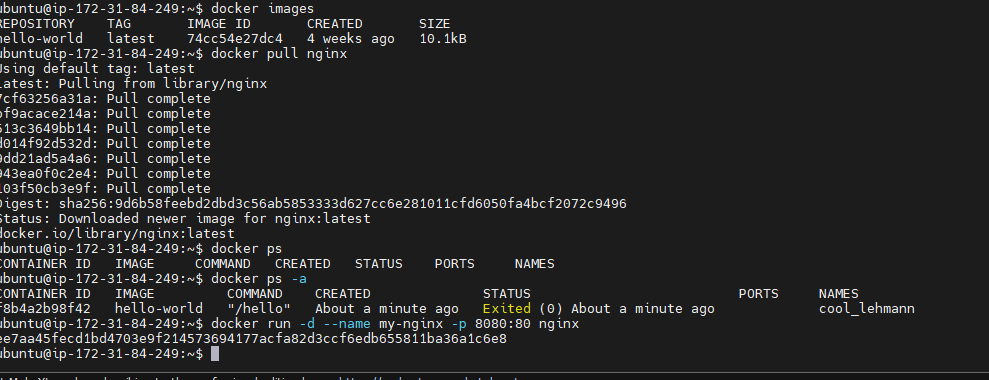 ubuntu@ip-172-31-84-249:~$ docker images
REPOSITORY TAG IMAGE ID CREATED SIZE
hello-world latest 74cc54e27dc4 4 weeks ago 10.1kB
ubuntu@ip-172-31-84-249:~$ docker pull nginx
Using default tag: latest
latest: Pulling from library/nginx
7cf63256a31a: Pull complete
bf9acace214a: Pull complete
513c3649bb14: Pull complete
d014f92d532d: Pull complete
9dd21ad5a4a6: Pull complete
943ea0f0c2e4: Pull complete
103f50cb3e9f: Pull complete
Digest: sha256:9d6b58feebd2dbd3c56ab5853333d627cc6e281011cfd6050fa4bcf2072c9496
Status: Downloaded newer image for nginx:latest
docker.io/library/nginx:latest
ubuntu@ip-172-31-84-249:~$ docker ps
CONTAINER ID IMAGE COMMAND CREATED STATUS PORTS NAMES
ubuntu@ip-172-31-84-249:~$ docker ps -a
CONTAINER ID IMAGE COMMAND CREATED STATUS PORTS NAMES
f8b4a2b98f42 hello-world "/hello" About a minute ago Exited (0) About a minute ago cool_lehmann
ubuntu@ip-172-31-84-249:~$ docker run -d --name my-nginx -p 8080:80 nginx
ee7aa45fecd1bd4703e9f214573694177acfa82d3ccf6edb655811ba36a1c6e8
ubuntu@ip-172-31-84-249:~$